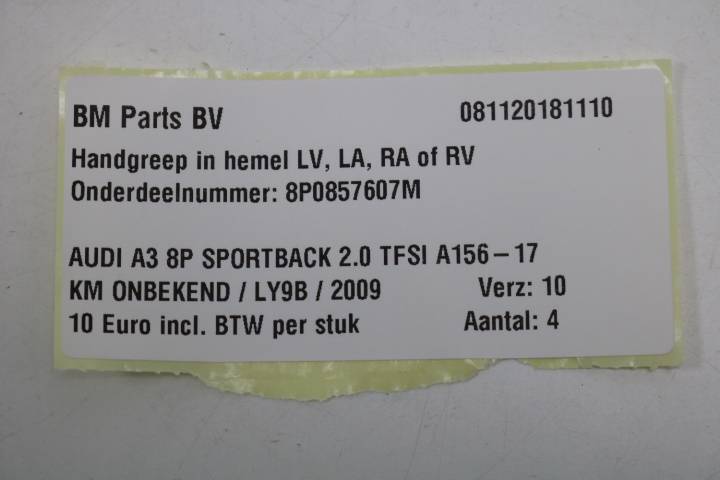 BM Parts BV 081120181110
Handgreep in hemel LV, LA, RA of RV
Onderdeelnummer: 8P0857607M
AUDI A3 8P SPORTBACK 2.0 TFSI A156-17
KM ONBEKEND / LY9B / 2009 Verz: 10
10 Euro incl. BTW per stuk Aantal: 4